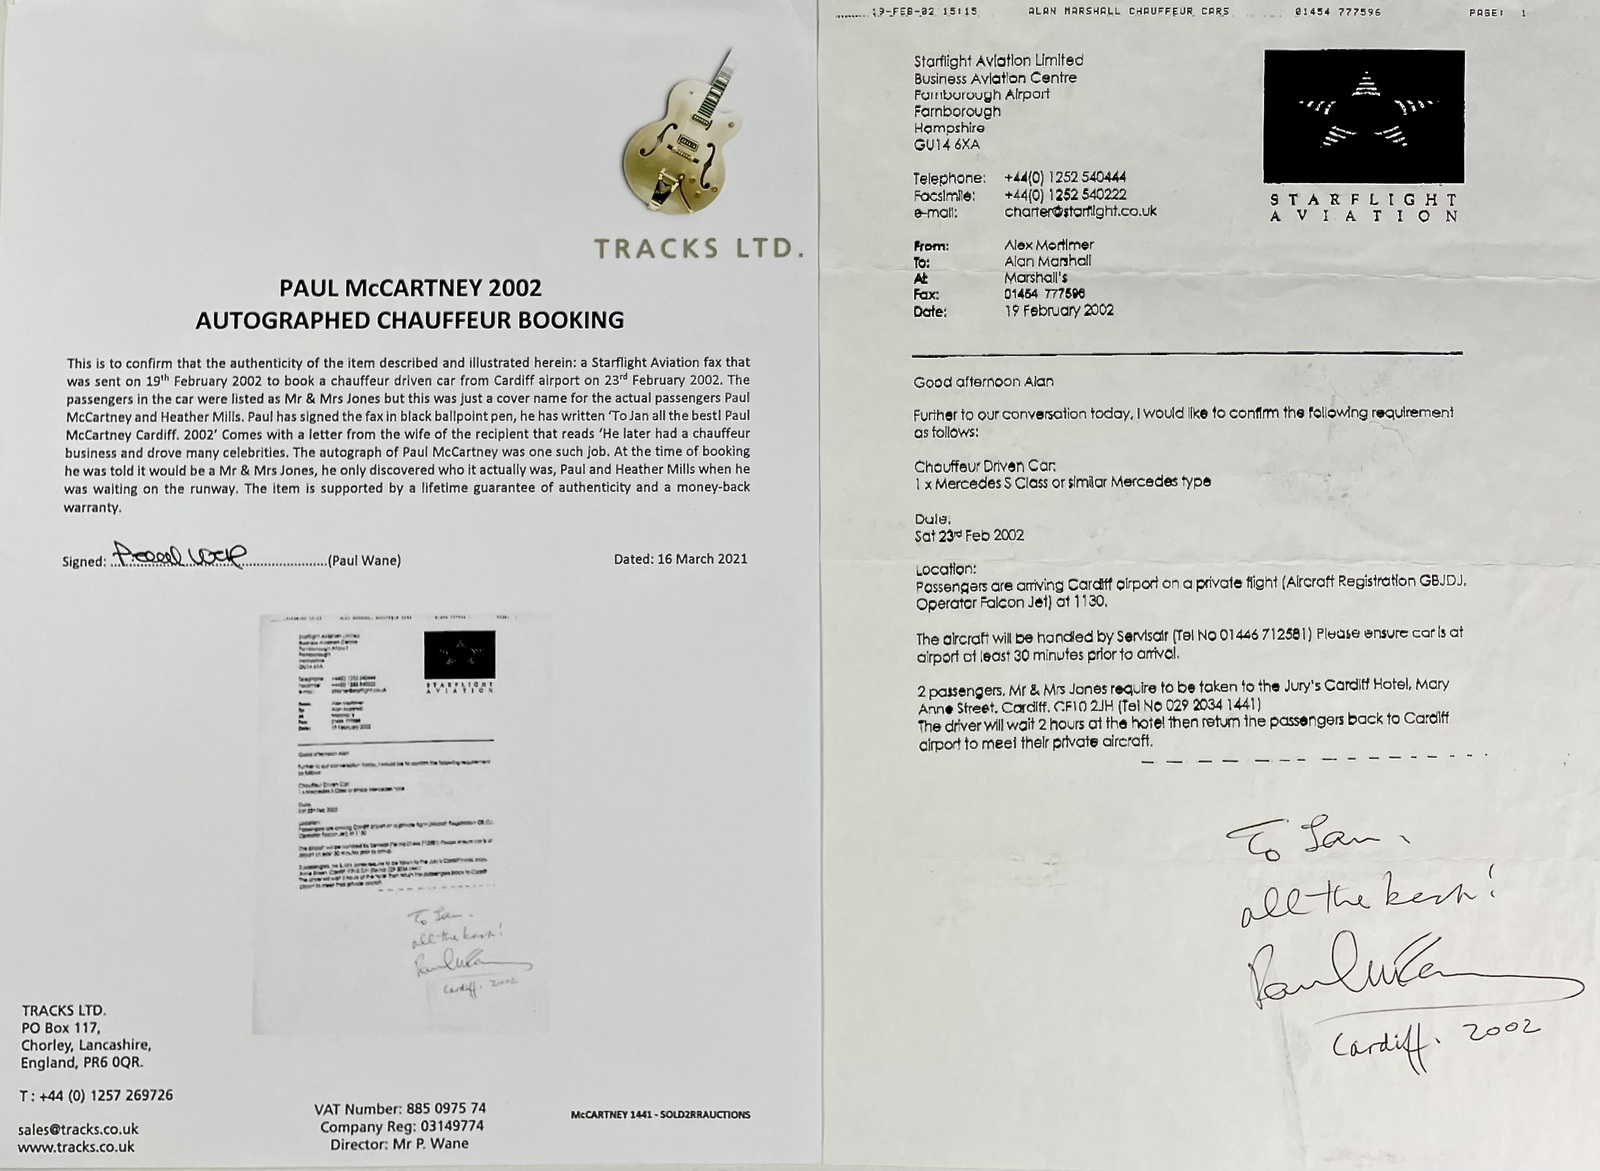 TRACKS LTD.
PAUL McCARTNEY 2002
AUTOGRAPHED CHAUFFEUR BOOKING
This is to confirm that the authenticity of the item described and illustrated herein: a Starflight Aviation fax that
was sent on 19th February 2002 to book a chauffeur driven car from Cardiff airport on 23rd February 2002. The
passengers in the car were listed as Mr & Mrs Jones but this was just a cover name for the actual passengers Paul
McCartney and Heather Mills. Paul has signed the fax in black ballpoint pen, he has written 'To Jan all the best! Paul
McCartney Cardiff. 2002' Comes with a letter from the wife of the recipient that reads 'He later had a chauffeur
business and drove many celebrities. The autograph of Paul McCartney was one such job. At the time of booking
he was told it would be a Mr & Mrs Jones, he only discovered who it actually was, Paul and Heather Mills when he
was waiting on the runway. The item is supported by a lifetime guarantee of authenticity and a money-back
warranty.
Signed: (Paul Wane) Dated: 16 March 2021
TRACKS LTD.
PO Box 117,
Chorley, Lancashire,
England, PR6 0QR.
T: +44 (0) 1257 269726
sales@tracks.co.uk
www.tracks.co.uk
VAT Number: 885 0975 74
Company Reg: 03149774
Director: Mr P. Wane
McCARTNEY 1441 - SOLD2RRAUCTIONS
19-FEB-02 15:15 ALAN MARSHALL CHAUFFEUR CARS 01454 777596 PAGE: 1
Starflight Aviation Limited
Business Aviation Centre
Farnborough Airport
Farnborough
Hampshire
GU14 6XA
Telephone: +44(0) 1252 540444
Facsimile: +44(0) 1252 540222
e-mail: charter@starflight.co.uk
STARFLIGHT
AVIATION
From: Alex Mortimer
To: Alan Marshall
At: Marshall's
Fax: 01454 777596
Date: 19 February 2002
Good afternoon Alan
Further to our conversation today, I would like to confirm the following requirement
as follows:
Chauffeur Driven Car:
1 x Mercedes S Class or similar Mercedes type
Date:
Sat 23rd Feb 2002
Location:
Passengers are arriving Cardiff airport on a private flight (Aircraft Registration GBJDJ,
Operator Falcon Jet) at 1130.
The aircraft will be handled by Servisair (Tel No 01446 712581) Please ensure car is at
airport at least 30 minutes prior to arrival.
2 passengers, Mr & Mrs Jones require to be taken to the Jury's Cardiff Hotel, Mary
Anne Street, Cardiff. CF10 2JH (Tel No 029 2034 1441)
The driver will wait 2 hours at the hotel then return the passengers back to Cardiff
airport to meet their private aircraft.
To Jan.
all the best!
Paul McCartney
Cardiff. 2002